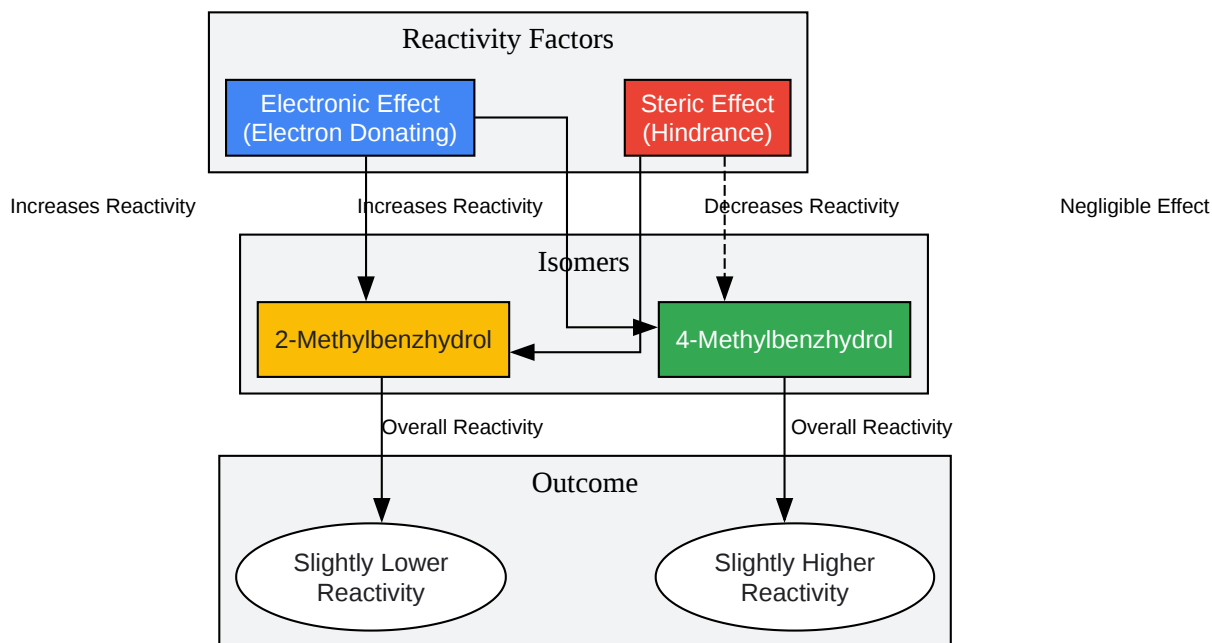 Reactivity Factors
Electronic Effect
(Electron Donating)
Steric Effect
(Hindrance)
Increases Reactivity
Increases Reactivity
Decreases Reactivity
Negligible Effect
Isomers
2-Methylbenzhydrol
4-Methylbenzhydrol
Overall Reactivity
Overall Reactivity
Outcome
Slightly Lower
Reactivity
Slightly Higher
Reactivity